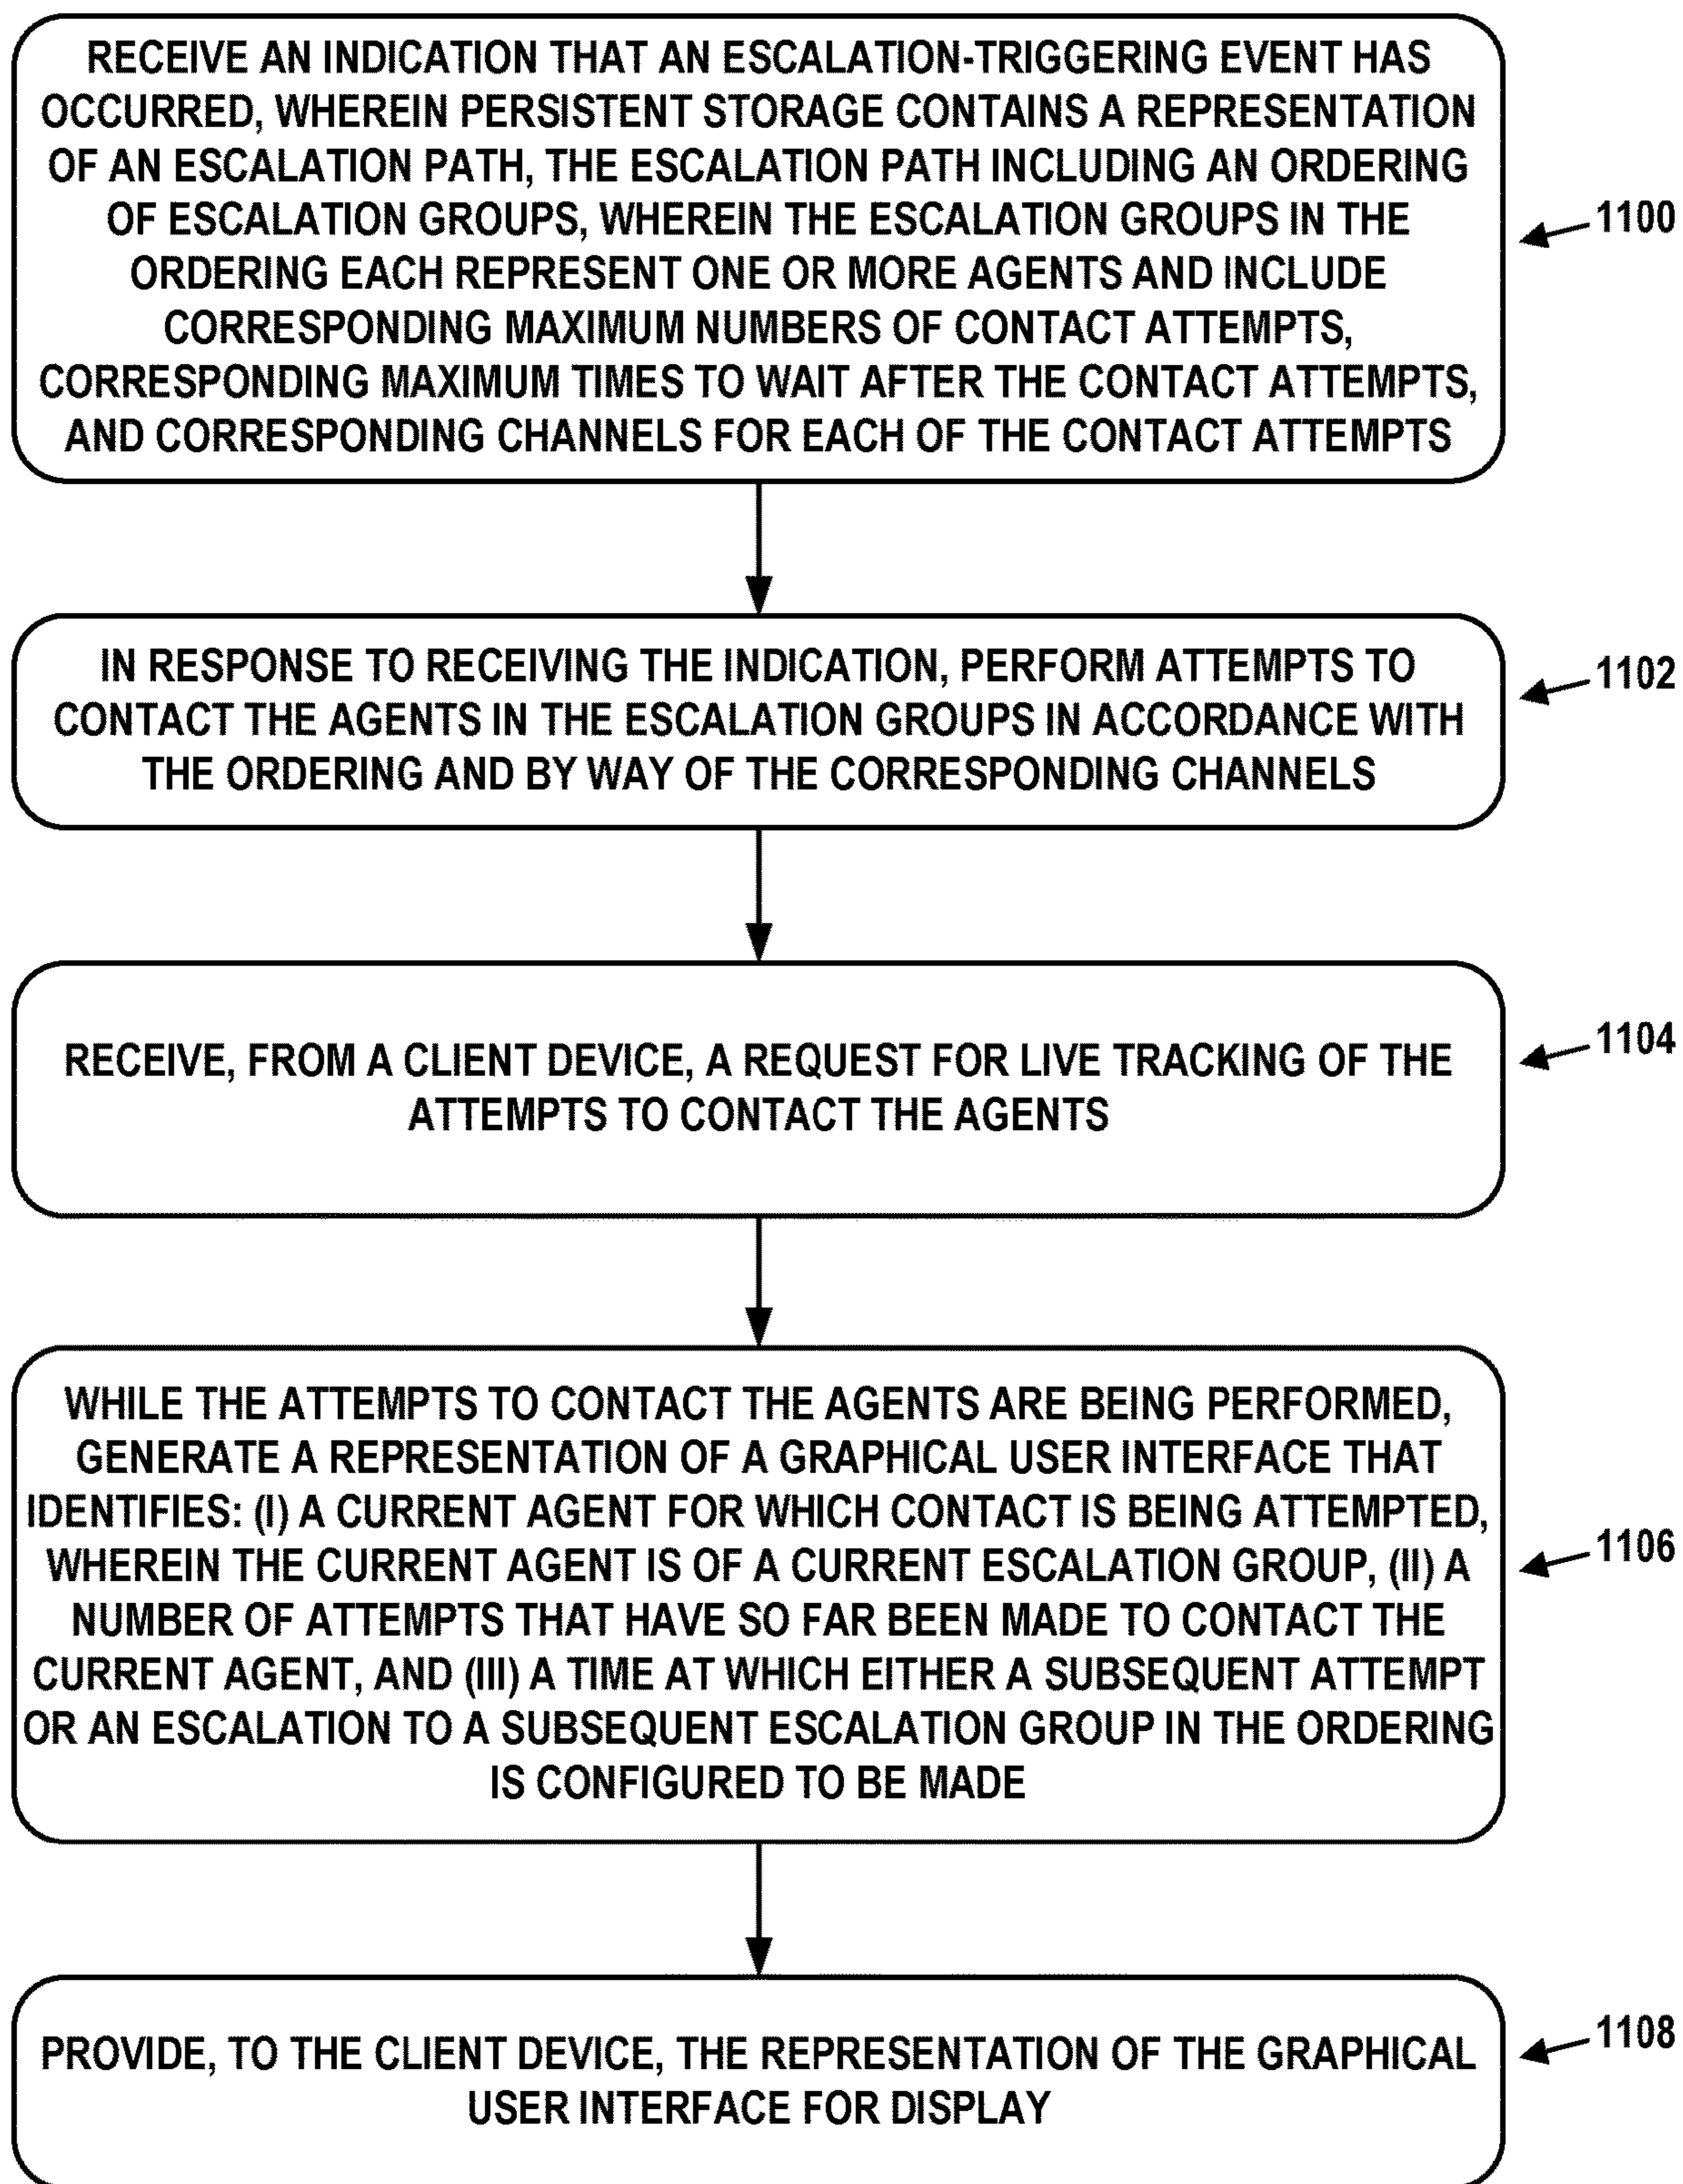 RECEIVE AN INDICATION THAT AN ESCALATION-TRIGGERING EVENT HAS
OCCURRED, WHEREIN PERSISTENT STORAGE CONTAINS A REPRESENTATION
OF AN ESCALATION PATH, THE ESCALATION PATH INCLUDING AN ORDERING
OF ESCALATION GROUPS, WHEREIN THE ESCALATION GROUPS IN THE
ORDERING EACH REPRESENT ONE OR MORE AGENTS AND INCLUDE
CORRESPONDING MAXIMUM NUMBERS OF CONTACT ATTEMPTS,
CORRESPONDING MAXIMUM TIMES TO WAIT AFTER THE CONTACT ATTEMPTS,
AND CORRESPONDING CHANNELS FOR EACH OF THE CONTACT ATTEMPTS
1100
IN RESPONSE TO RECEIVING THE INDICATION, PERFORM ATTEMPTS TO
CONTACT THE AGENTS IN THE ESCALATION GROUPS IN ACCORDANCE WITH
THE ORDERING AND BY WAY OF THE CORRESPONDING CHANNELS
1102
RECEIVE, FROM A CLIENT DEVICE, A REQUEST FOR LIVE TRACKING OF THE
ATTEMPTS TO CONTACT THE AGENTS
1104
WHILE THE ATTEMPTS TO CONTACT THE AGENTS ARE BEING PERFORMED,
GENERATE A REPRESENTATION OF A GRAPHICAL USER INTERFACE THAT
IDENTIFIES: (I) A CURRENT AGENT FOR WHICH CONTACT IS BEING ATTEMPTED,
WHEREIN THE CURRENT AGENT IS OF A CURRENT ESCALATION GROUP, (II) A
NUMBER OF ATTEMPTS THAT HAVE SO FAR BEEN MADE TO CONTACT THE
CURRENT AGENT, AND (III) A TIME AT WHICH EITHER A SUBSEQUENT ATTEMPT
OR AN ESCALATION TO A SUBSEQUENT ESCALATION GROUP IN THE ORDERING
IS CONFIGURED TO BE MADE
1106
PROVIDE, TO THE CLIENT DEVICE, THE REPRESENTATION OF THE GRAPHICAL
USER INTERFACE FOR DISPLAY
1108